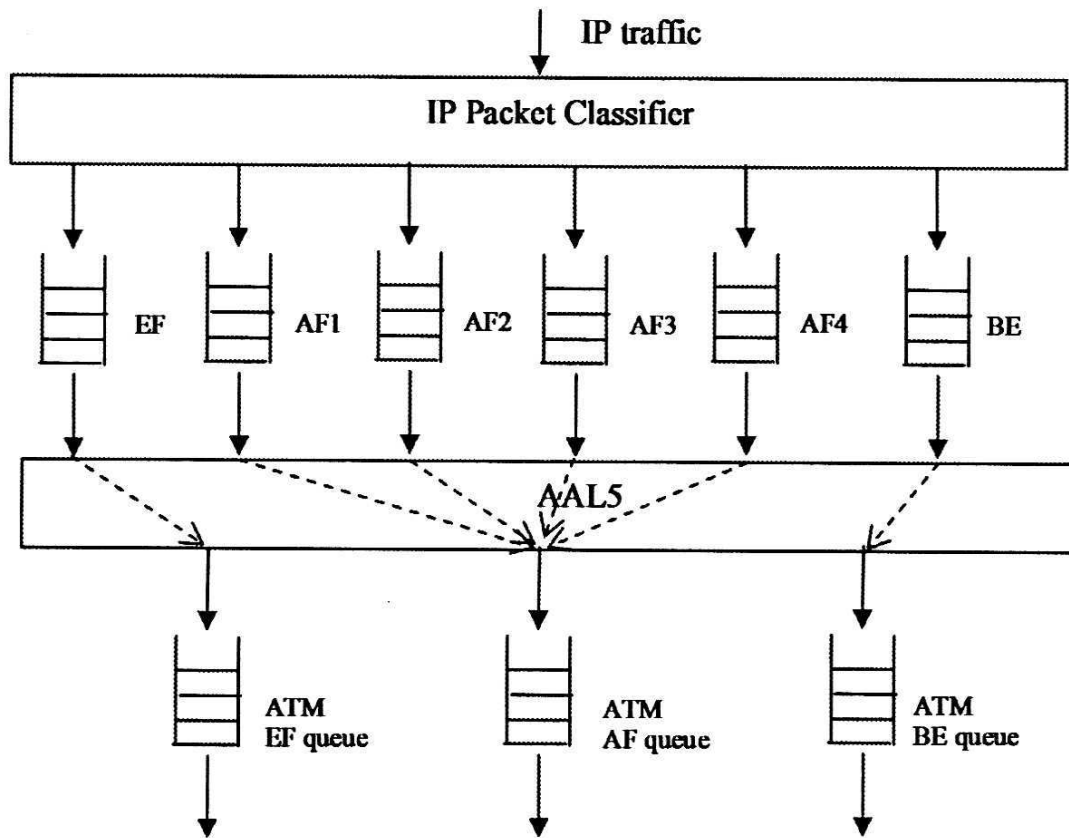 IP traffic
IP Packet Classifier
EF
AF1
AF2
AF3
AF4
BE
AAL5
ATM
EF queue
ATM
AF queue
ATM
BE queue